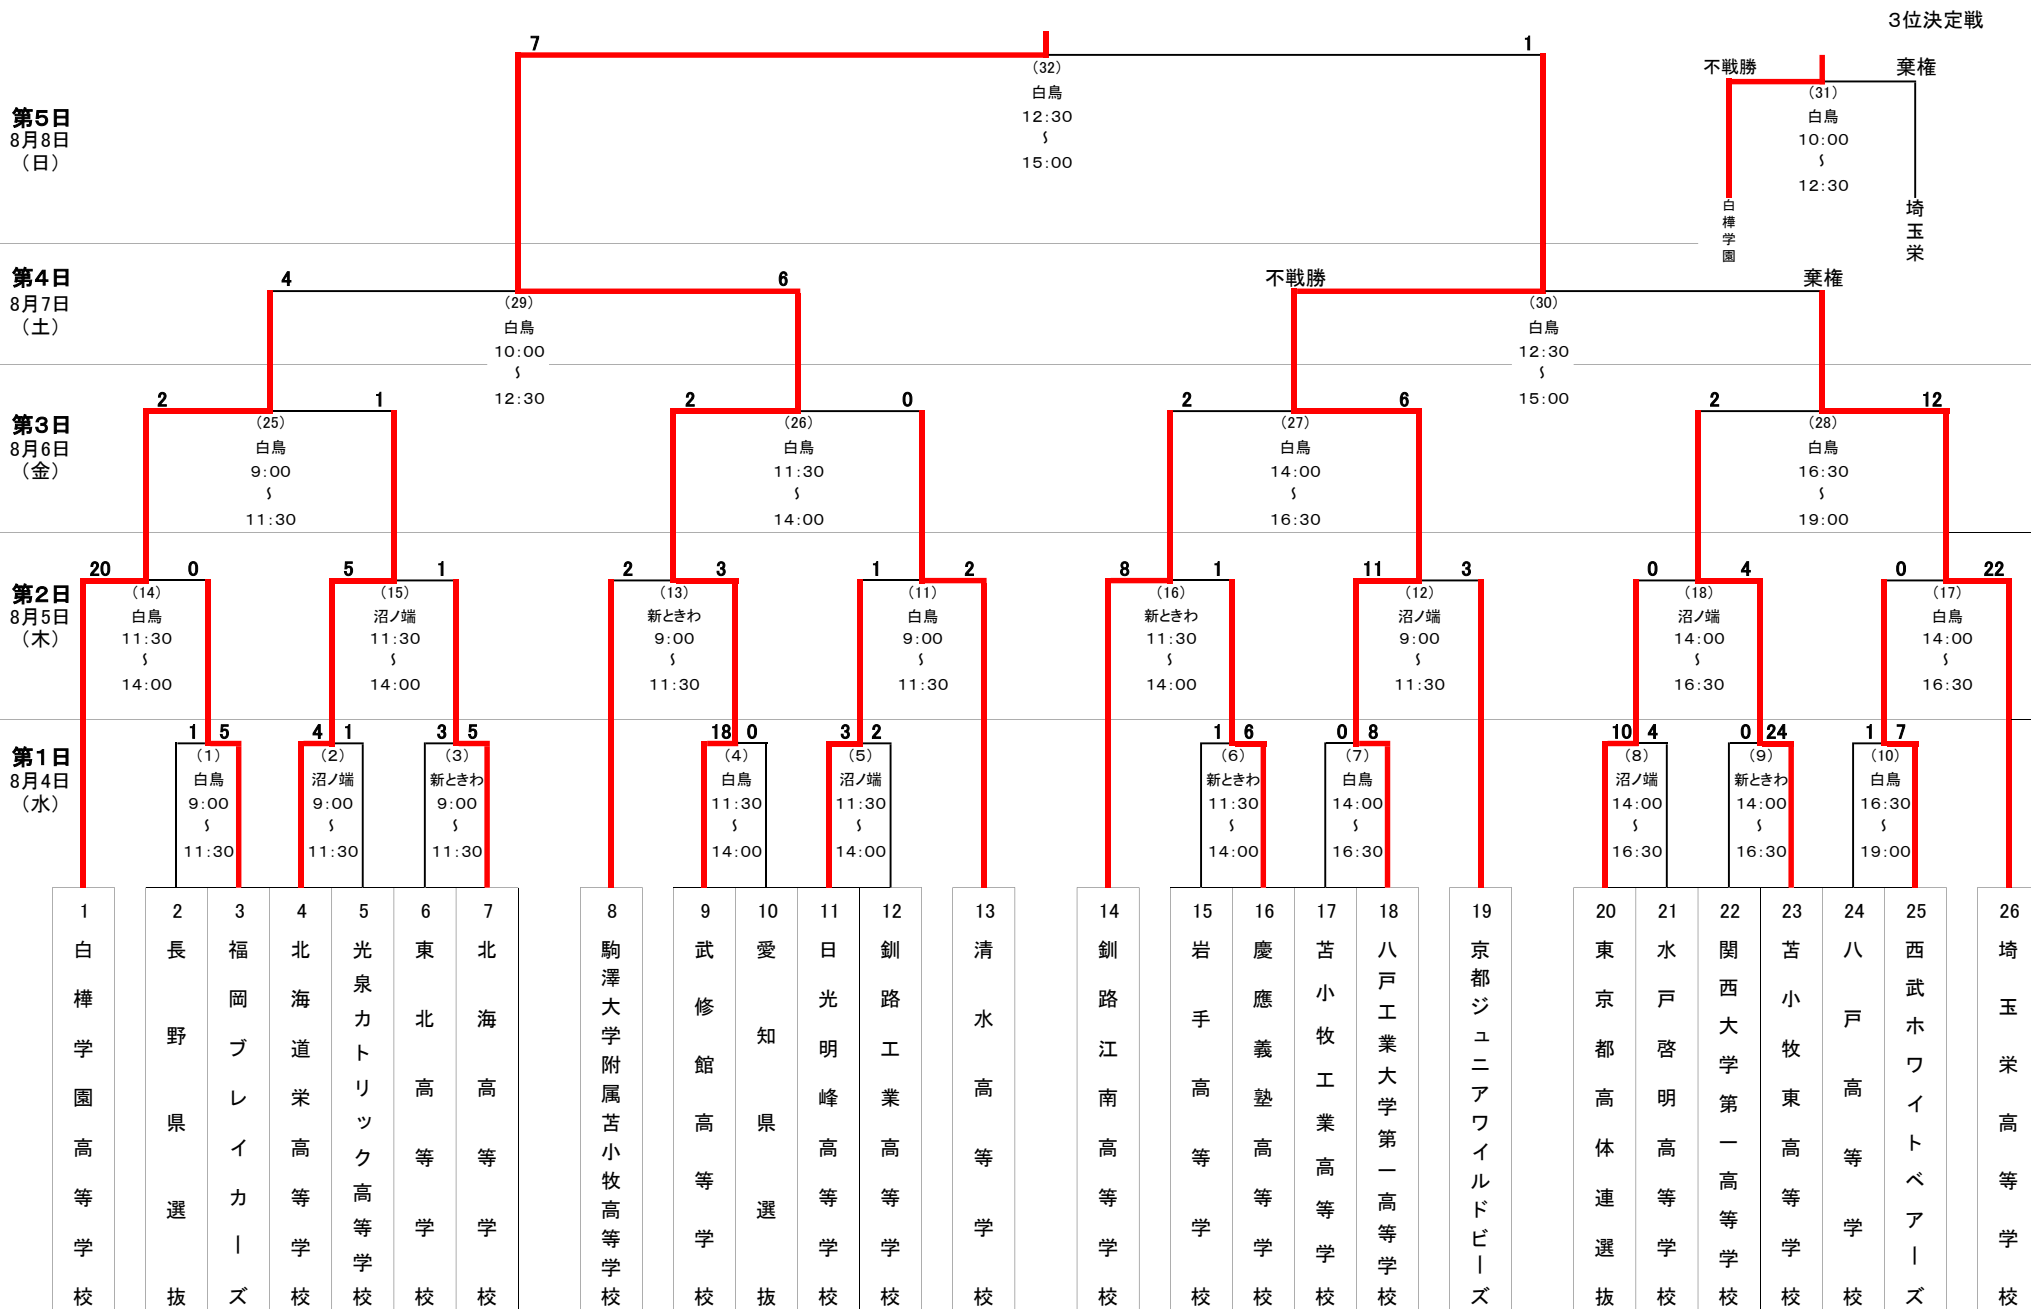 3位決定戦
7
1
(32)
白鳥
12:30
～
15:00
不戦勝
棄権
(31)
白鳥
10:00
～
12:30
白樺学園
埼玉栄
第5日
8月8日
（日）
第4日
8月7日
（土）
4
6
(29)
白鳥
10:00
～
12:30
不戦勝
棄権
(30)
白鳥
12:30
～
15:00
第3日
8月6日
（金）
2
1
(25)
白鳥
9:00
～
11:30
2
0
(26)
白鳥
11:30
～
14:00
2
6
(27)
白鳥
14:00
～
16:30
2
12
(28)
白鳥
16:30
～
19:00
第2日
8月5日
（木）
20
0
(14)
白鳥
11:30
～
14:00
5
1
(15)
沼ノ端
11:30
～
14:00
2
3
(13)
新ときわ
9:00
～
11:30
1
2
(11)
白鳥
9:00
～
11:30
8
1
(16)
新ときわ
11:30
～
14:00
11
3
(12)
沼ノ端
9:00
～
11:30
0
4
(18)
沼ノ端
14:00
～
16:30
0
22
(17)
白鳥
14:00
～
16:30
第1日
8月4日
（水）
1 5
(1)
白鳥
9:00
～
11:30
4 1
(2)
沼ノ端
9:00
～
11:30
3 5
(3)
新ときわ
9:00
～
11:30
18 0
(4)
白鳥
11:30
～
14:00
3 2
(5)
沼ノ端
11:30
～
14:00
1 6
(6)
新ときわ
11:30
～
14:00
0 8
(7)
白鳥
14:00
～
16:30
10 4
(8)
沼ノ端
14:00
～
16:30
0 24
(9)
新ときわ
14:00
～
16:30
1 7
(10)
白鳥
16:30
～
19:00
1
白樺学園高等学校
2
長野県選抜
3
福岡ブレイカーズ
4
北海道栄高等学校
5
光泉カトリック高等学校
6
東北高等学校
7
北海高等学校
8
駒澤大学附属苫小牧高等学校
9
武修館高等学校
10
愛知県選抜
11
日光明峰高等学校
12
釧路工業高等学校
13
清水高等学校
14
釧路江南高等学校
15
岩手高等学校
16
慶應義塾高等学校
17
苫小牧工業高等学校
18
八戸工業大学第一高等学校
19
京都ジュニアワイルドビーズ
20
東京都高体連選抜
21
水戸啓明高等学校
22
関西大学第一高等学校
23
苫小牧東高等学校
24
八戸高等学校
25
西武ホワイトベアーズ
26
埼玉栄高等学校